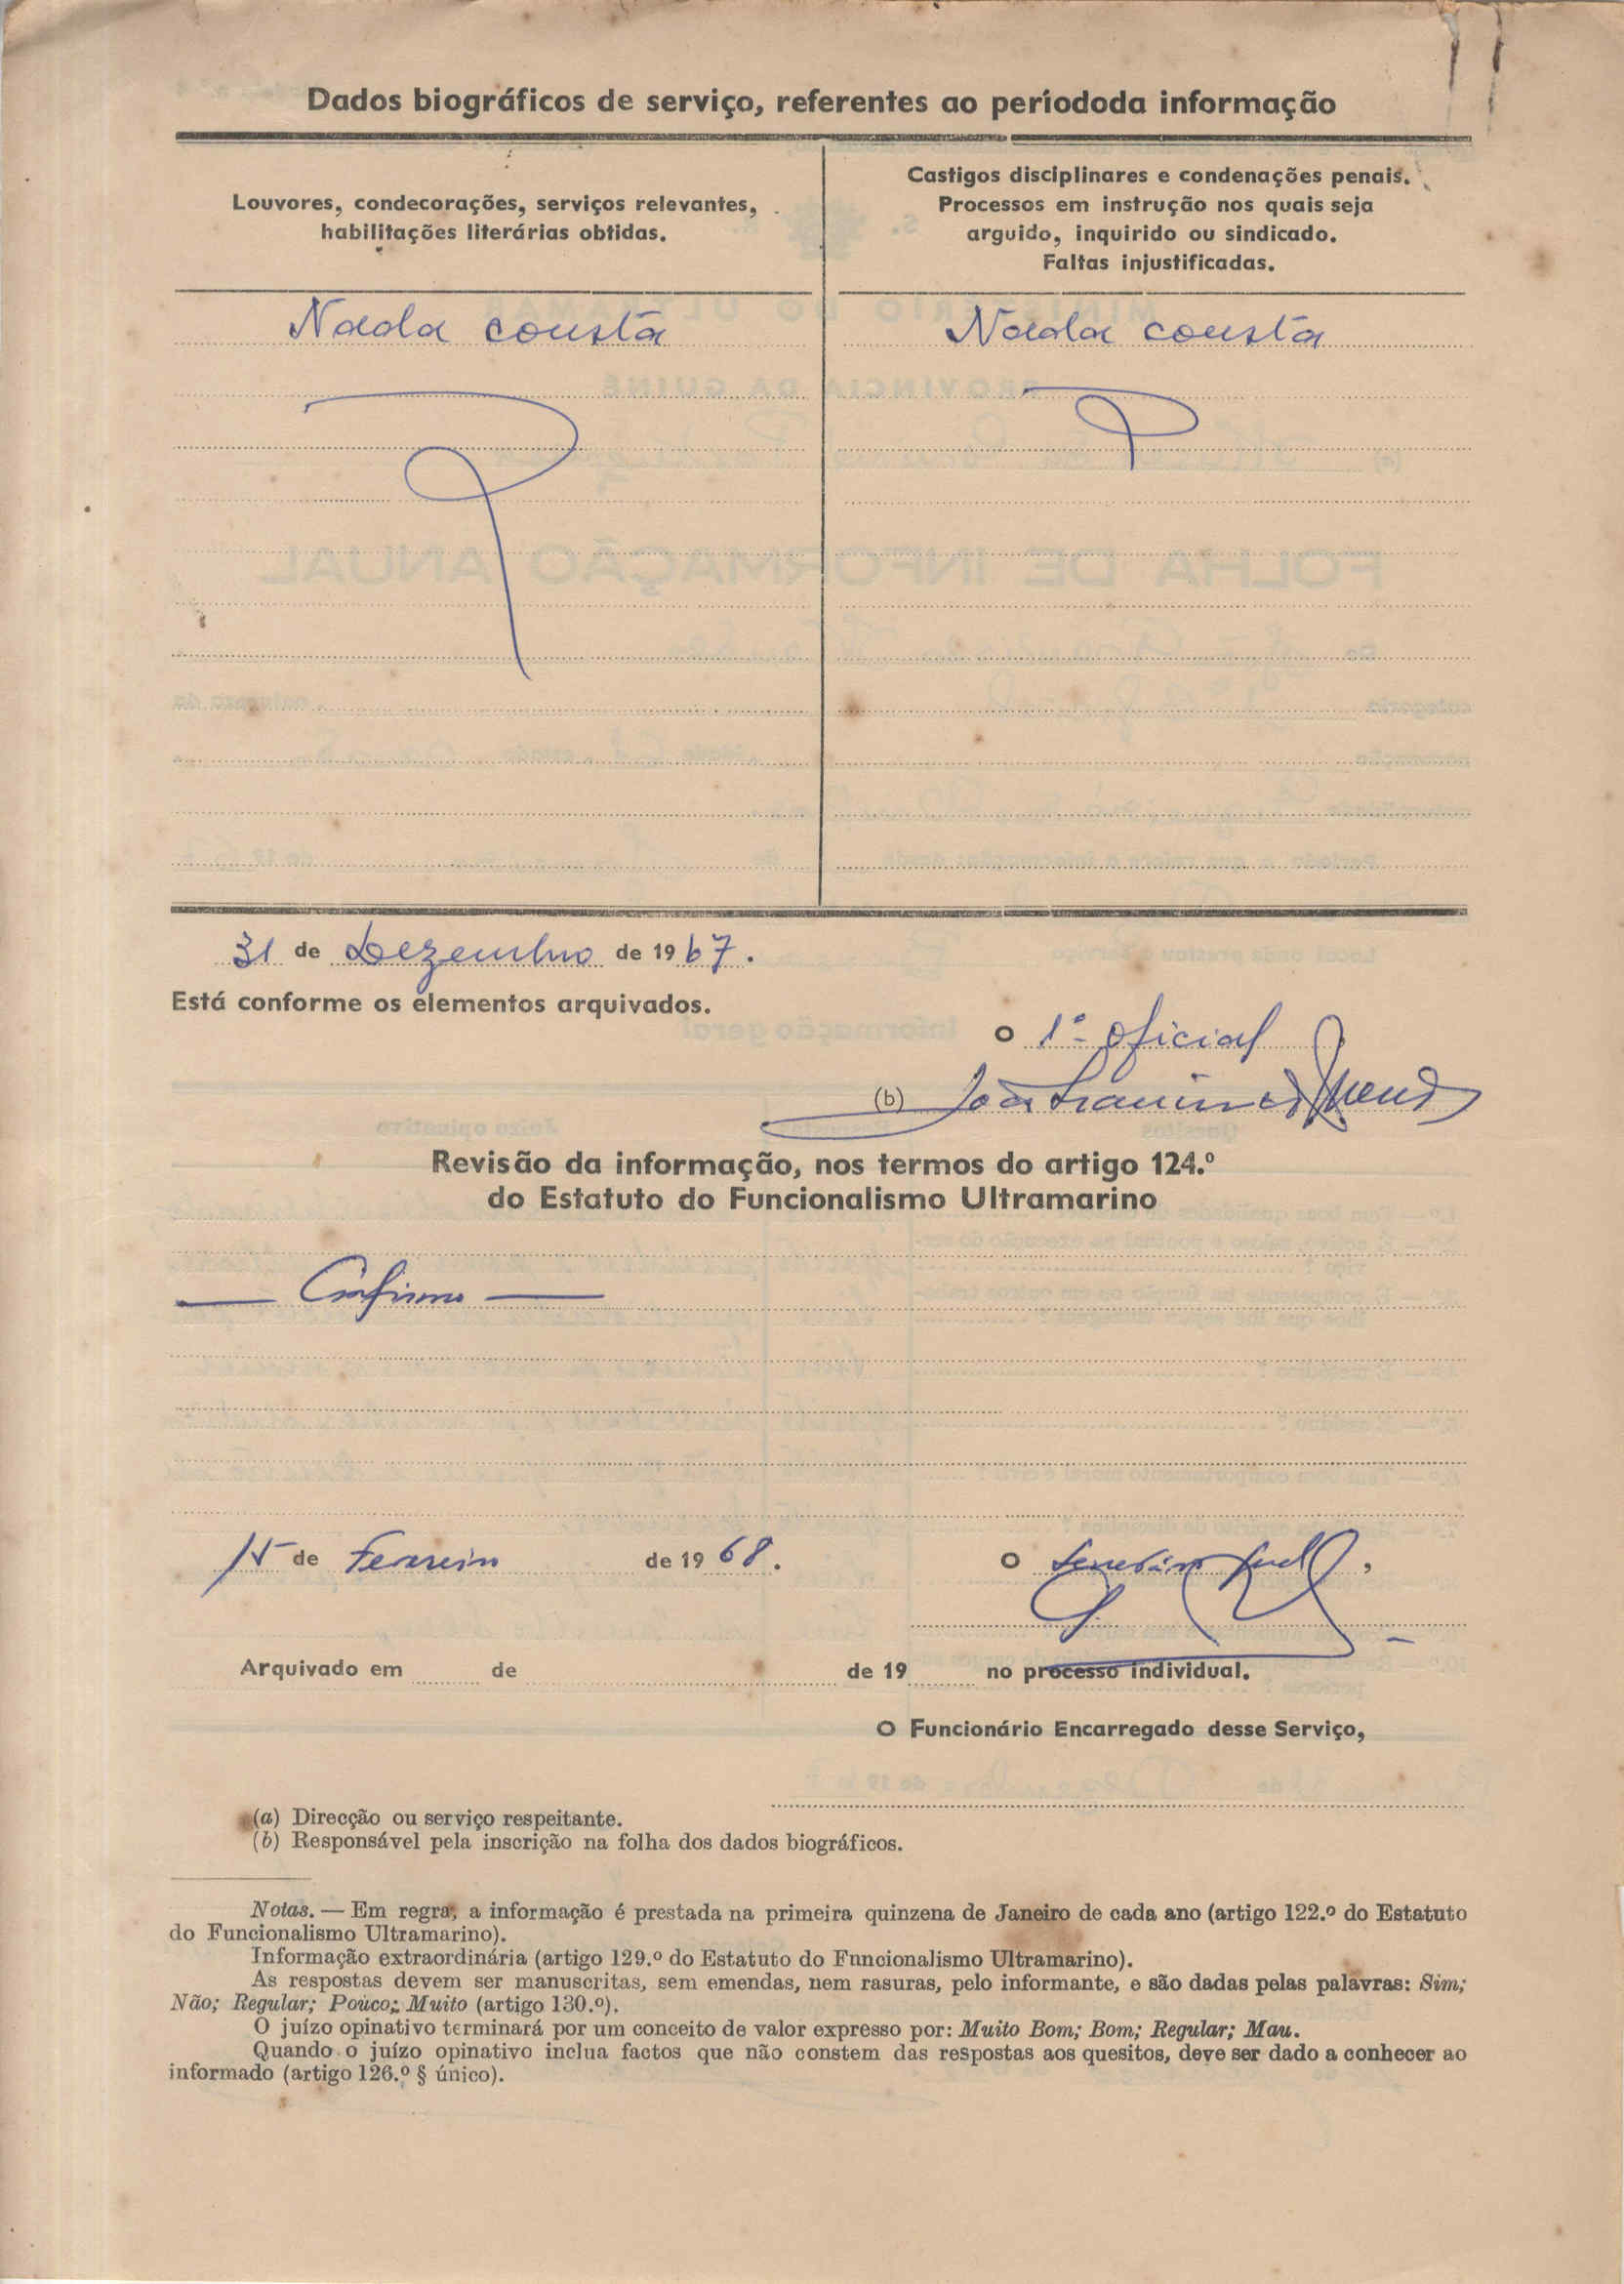 Dados biográficos de serviço, referentes ao períododa informação
Louvores, condecorações, serviços relevantes,
habilitações literárias obtidas.
Castigos disciplinares e condenações penais.
Processos em instrução nos quais seja
arguido, inquirido ou sindicado.
Faltas injustificadas.
Nada consta
Nada consta
31 de Dezembro de 1967.
Está conforme os elementos arquivados.
O 1º oficial
(b) João
Revisão da informação, nos termos do artigo 124.º
do Estatuto do Funcionalismo Ultramarino
— Confirmo —
15 de Fevereiro de 1968.
O
Arquivado em de de 19 no processo individual.
O Funcionário Encarregado desse Serviço,
(a) Direcção ou serviço respeitante.
(b) Responsável pela inscrição na folha dos dados biográficos.
Notas. — Em regra, a informação é prestada na primeira quinzena de Janeiro de cada ano (artigo 122.º do Estatuto
do Funcionalismo Ultramarino).
Informação extraordinária (artigo 129.º do Estatuto do Funcionalismo Ultramarino).
As respostas devem ser manuscritas, sem emendas, nem rasuras, pelo informante, e são dadas pelas palavras: Sim;
Não; Regular; Pouco; Muito (artigo 130.º).
O juízo opinativo terminará por um conceito de valor expresso por: Muito Bom; Bom; Regular; Mau.
Quando o juízo opinativo inclua factos que não constem das respostas aos quesitos, deve ser dado a conhecer ao
informado (artigo 126.º § único).